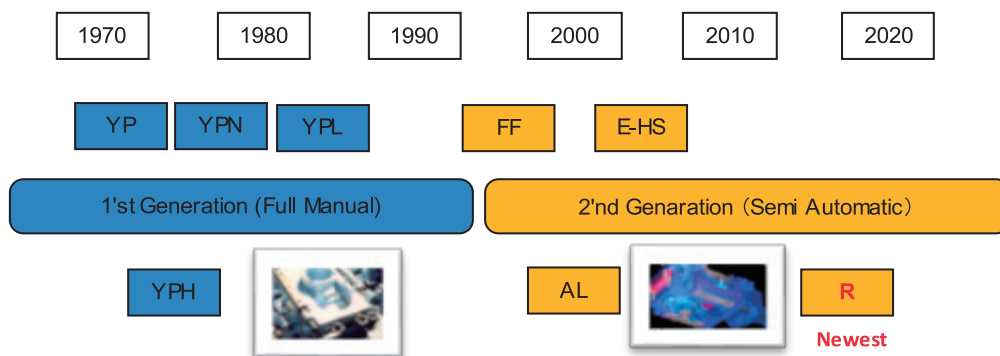 1970
1980
1990
2000
2010
2020
YP
YPN
YPL
FF
E-HS
1'st Generation (Full Manual)
2'nd Genaration（Semi Automatic）
YPH
AL
R
Newest